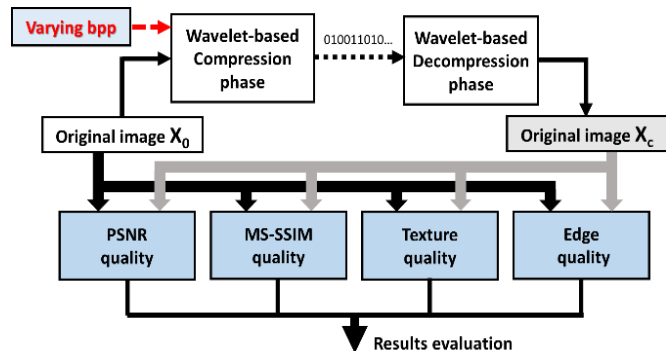 Varying bpp
Wavelet-based
Compression
phase
010011010...
Wavelet-based
Decompression
phase
Original image X₀
Original image X_c
PSNR
quality
MS-SSIM
quality
Texture
quality
Edge
quality
Results evaluation